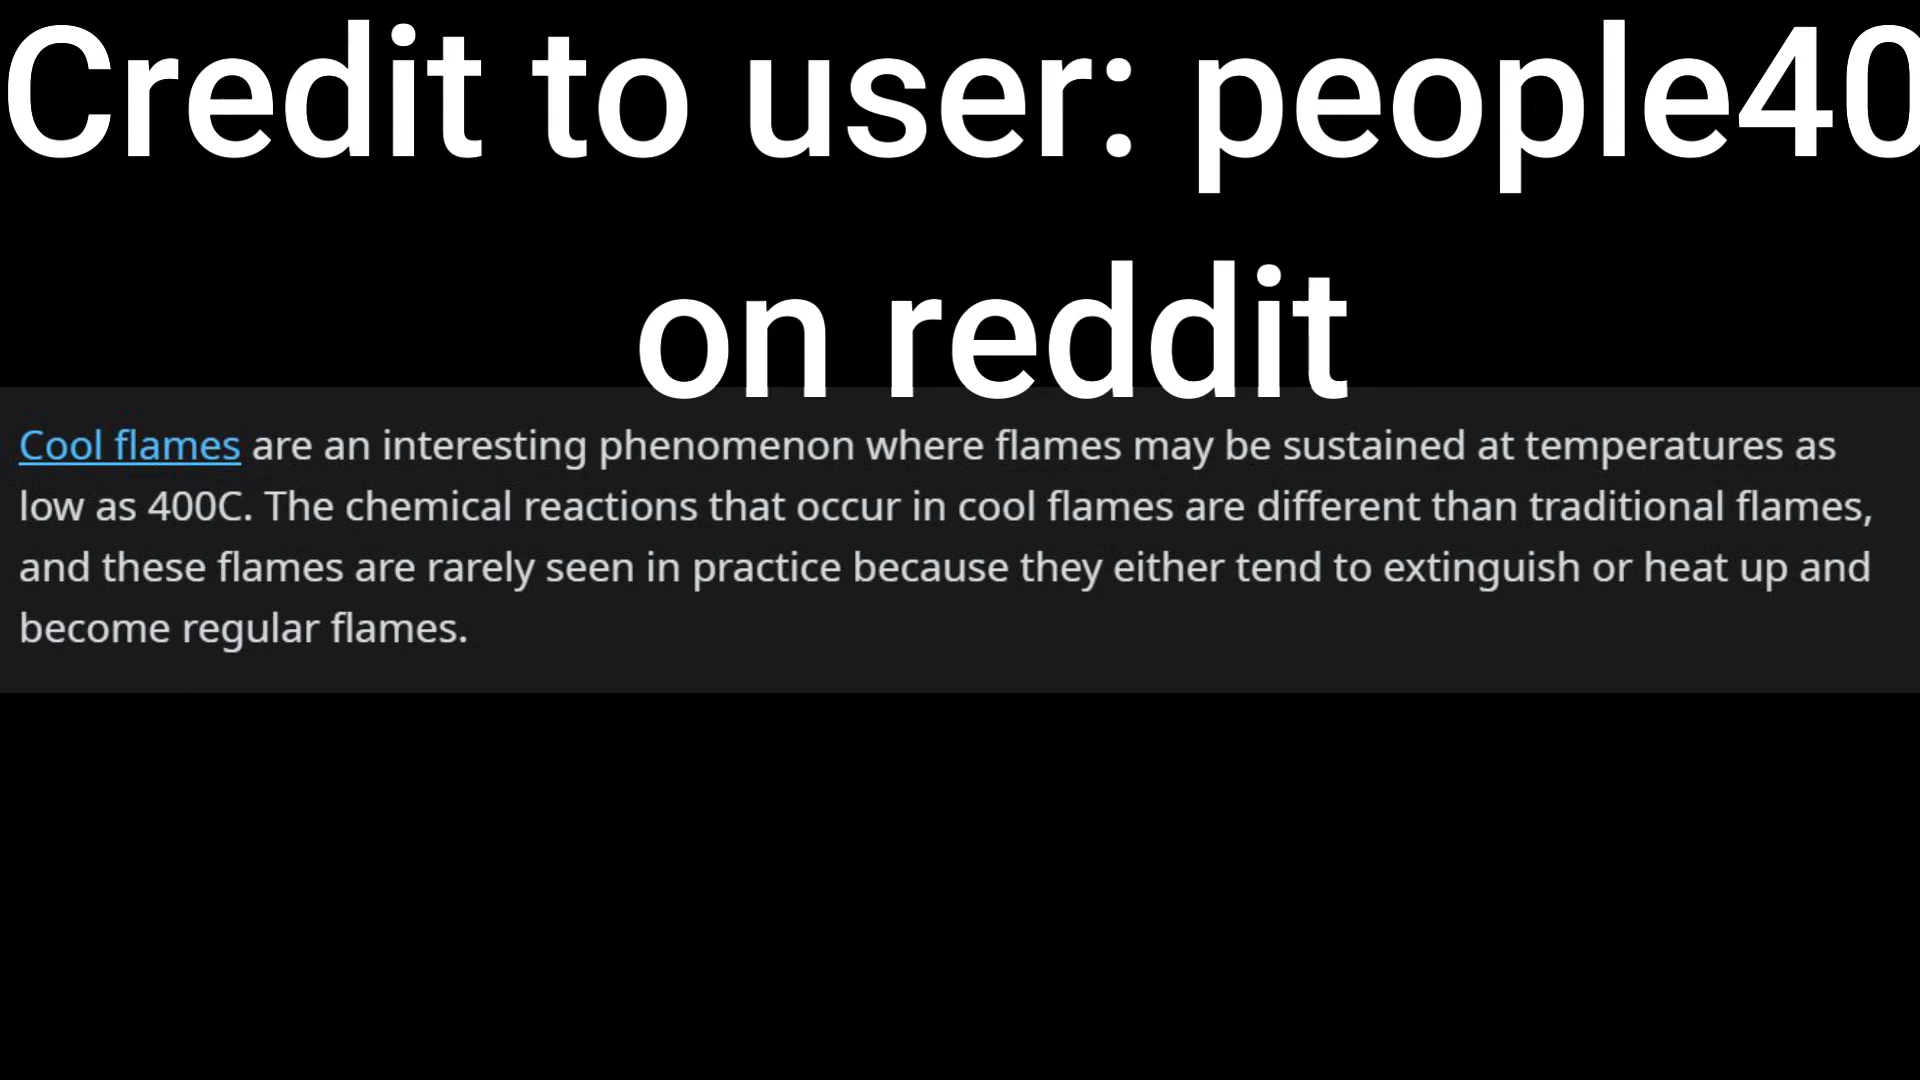 Credit to user: people40
on reddit
Cool flames are an interesting phenomenon where flames may be sustained at temperatures as
low as 400C. The chemical reactions that occur in cool flames are different than traditional flames,
and these flames are rarely seen in practice because they either tend to extinguish or heat up and
become regular flames.